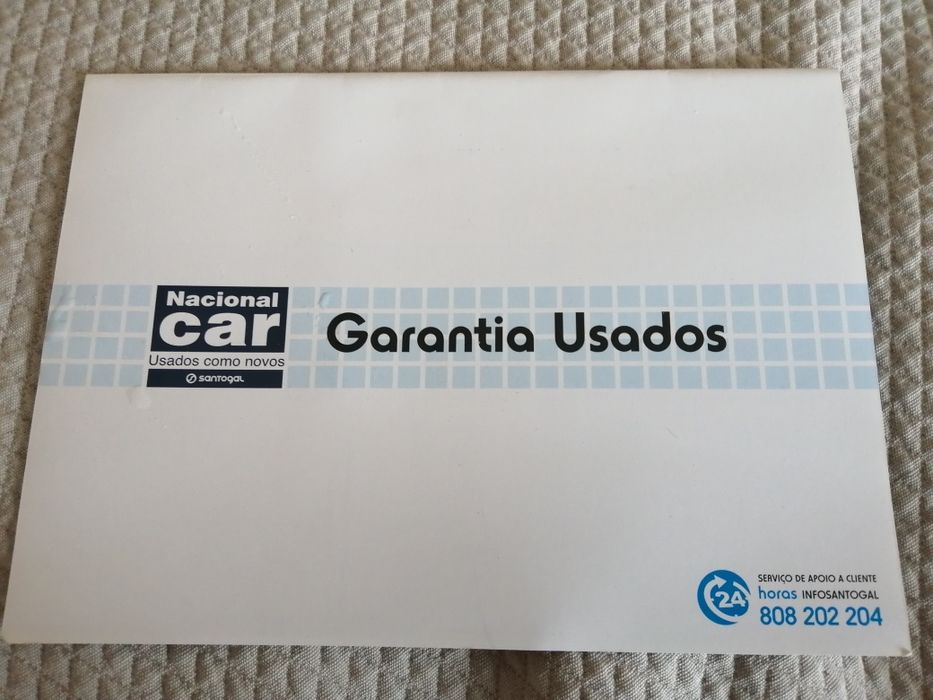 Nacional
car
Usados como novos
santogal
Garantia Usados
24
SERVIÇO DE APOIO A CLIENTE
horas INFOSANTOGAL
808 202 204